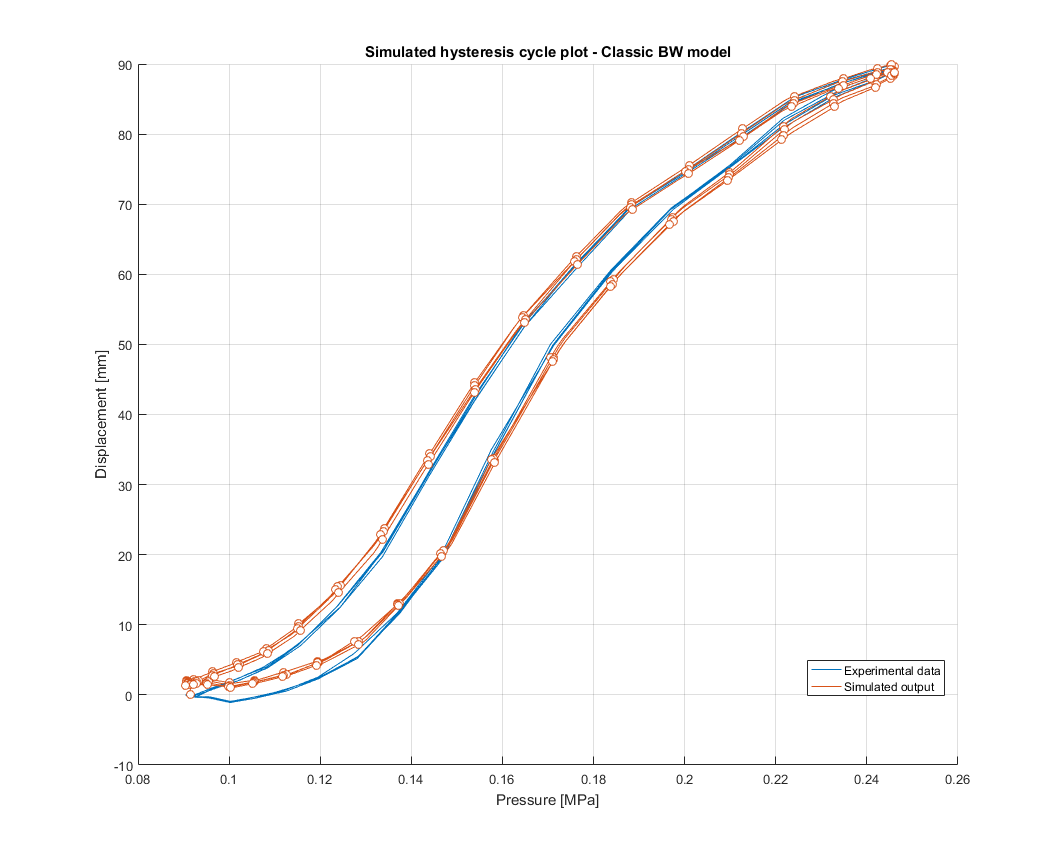 Simulated hysteresis cycle plot - Classic BW model
90
80
70
60
50
40
30
20
10
0
-10
Displacement [mm]
Experimental data
Simulated output
0.08 0.1 0.12 0.14 0.16 0.18 0.2 0.22 0.24 0.26
Pressure [MPa]